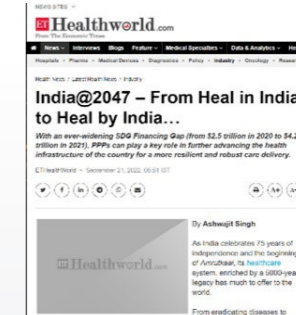 NEWS SITES
ET Healthworld.com
From The Economic Times
News Interviews Blogs Feature Medical Specialties Data & Analytics
Hospitals Pharma Medical Devices Diagnostics Policy Industry Oncology
Health News / Latest Health News / Industry
India@2047 – From Heal in India
to Heal by India…
With an ever-widening SDG Financing Gap (from $2.5 trillion in 2020 to $4.2
trillion in 2021), PPPs can play a key role in further advancing the health
infrastructure of the country for a more resilient and robust care delivery.
ETHealthWorld • September 21, 2022,
By Ashwajit Singh
As India celebrates 75 years of
independence and the beginning
of Amrutkaal, its healthcare
system, enriched by a 5000-year
legacy has much to offer to the
world.
From eradicating diseases to
ET Healthworld.com